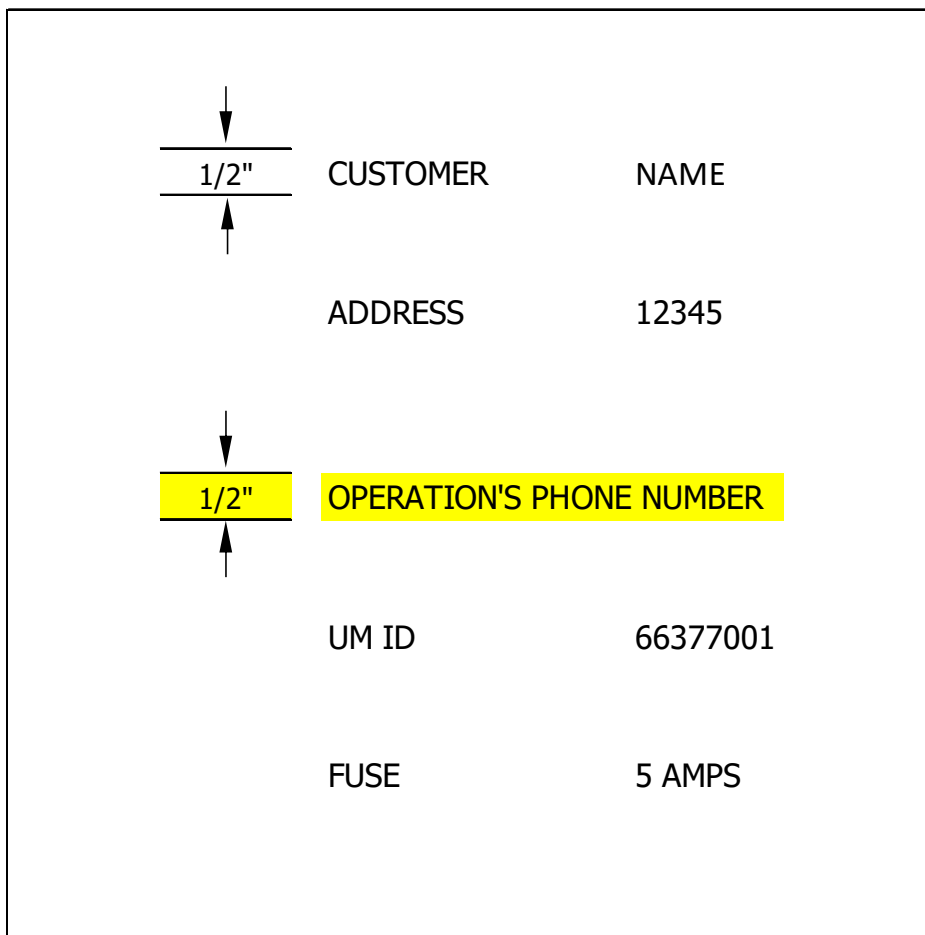 1/2" CUSTOMER NAME
ADDRESS 12345
1/2" OPERATION'S PHONE NUMBER
UM ID 66377001
FUSE 5 AMPS